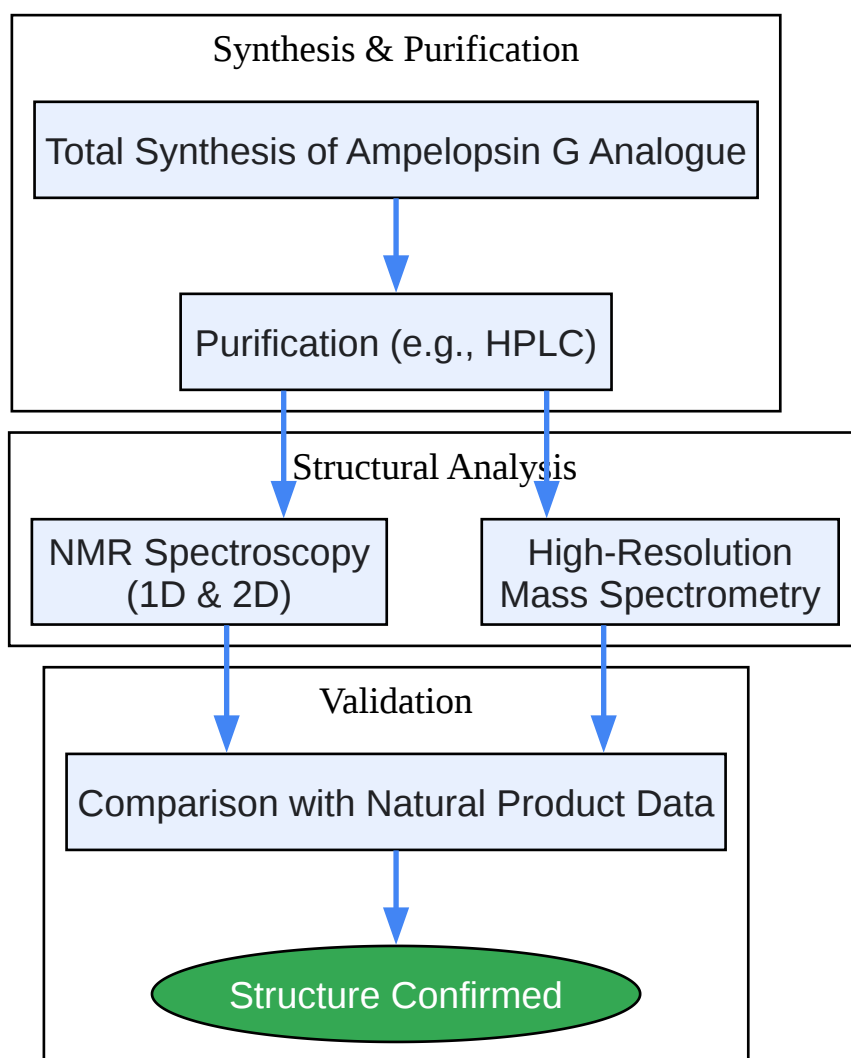 Synthesis & Purification
Total Synthesis of Ampelopsin G Analogue
Purification (e.g., HPLC)
Structural Analysis
NMR Spectroscopy
(1D & 2D)
High-Resolution
Mass Spectrometry
Validation
Comparison with Natural Product Data
Structure Confirmed